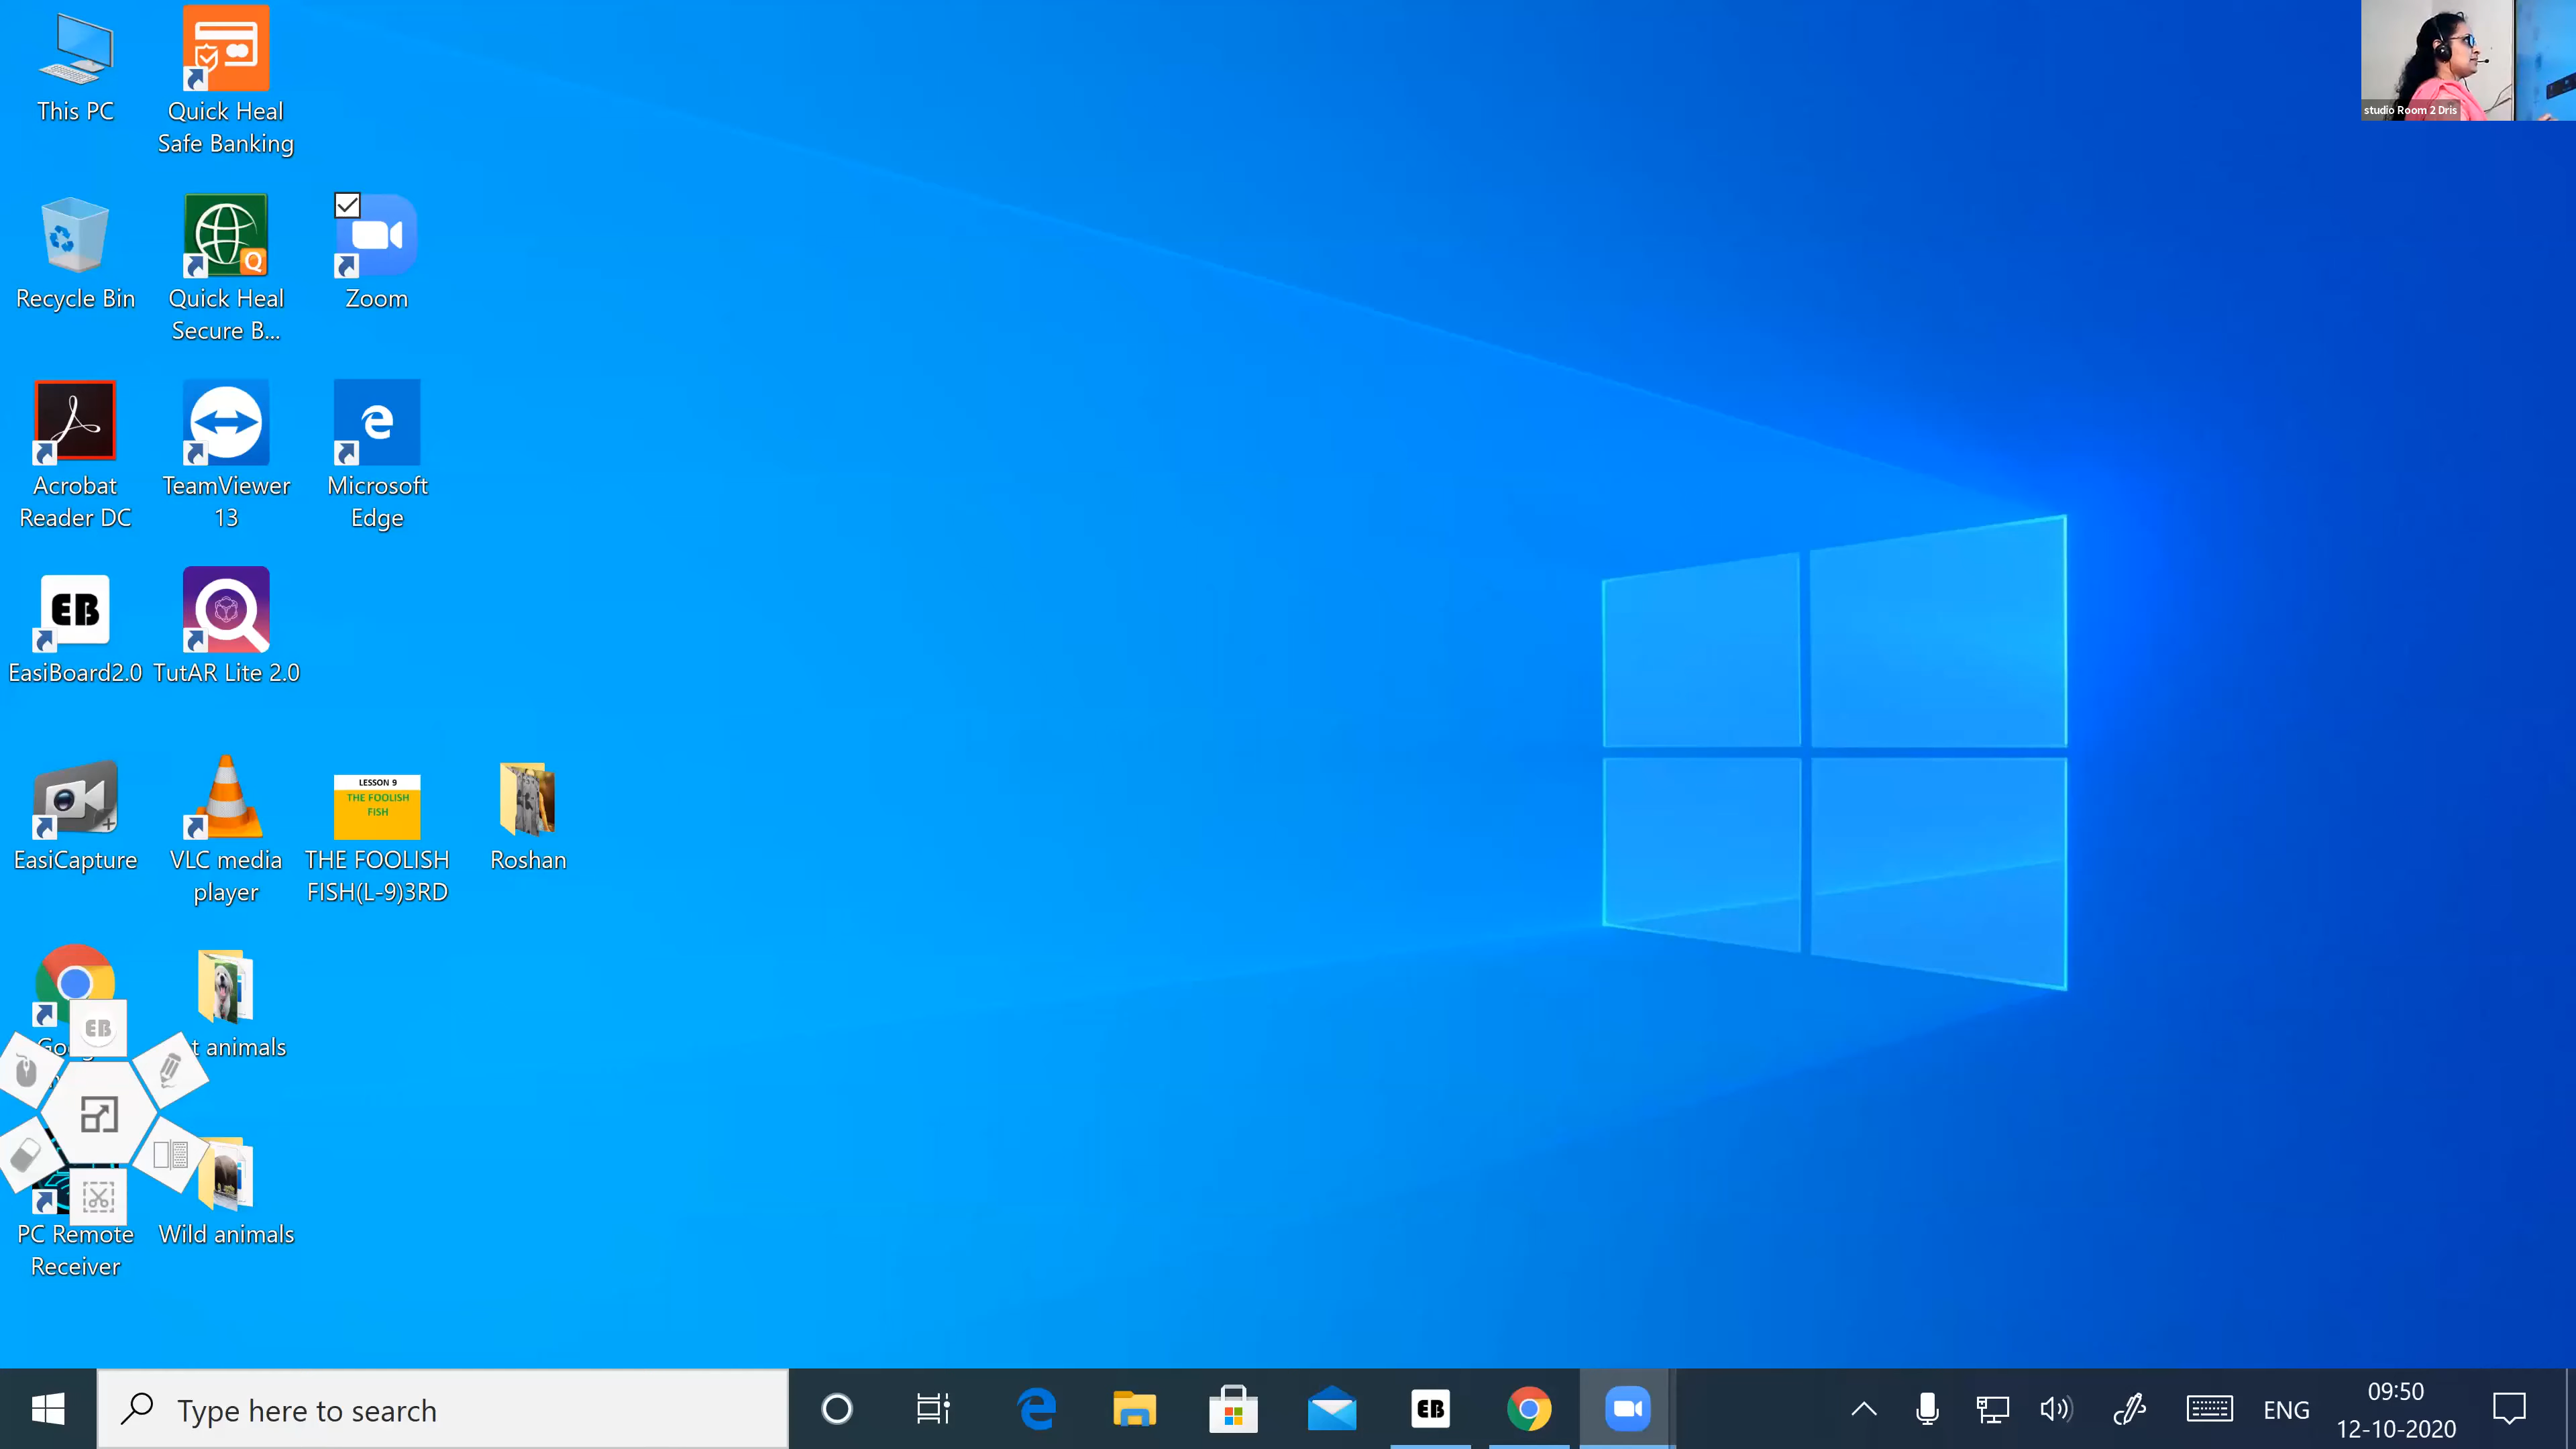 This PC
Quick Heal
Safe Banking
studio Room 2 Dris
Recycle Bin
Quick Heal
Secure B...
Q
Zoom
Acrobat
Reader DC
TeamViewer
13
Microsoft
Edge
EB
EasiBoard2.0
TutAR Lite 2.0
LESSON 9
THE FOOLISH
FISH
EasiCapture
VLC media
player
THE FOOLISH
FISH(L-9)3RD
Roshan
EB
animals
PC Remote
Receiver
Wild animals
Type here to search
EB
ENG
09:50
12-10-2020